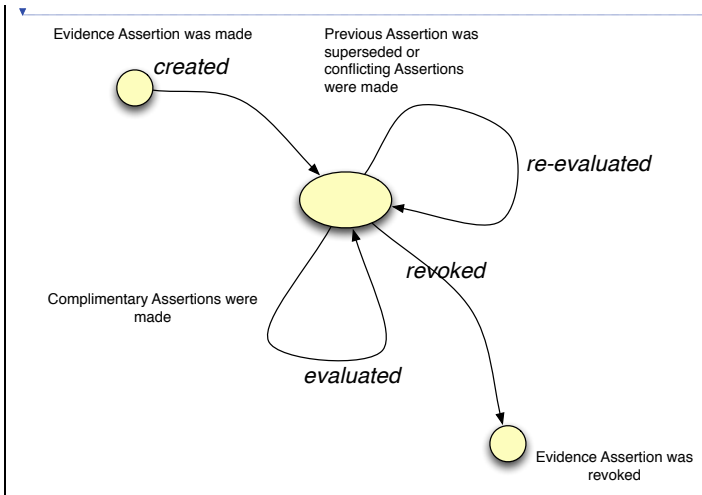 Evidence Assertion was made
created
Previous Assertion was
superseded or
conflicting Assertions
were made
re-evaluated
revoked
Complimentary Assertions were
made
evaluated
Evidence Assertion was
revoked